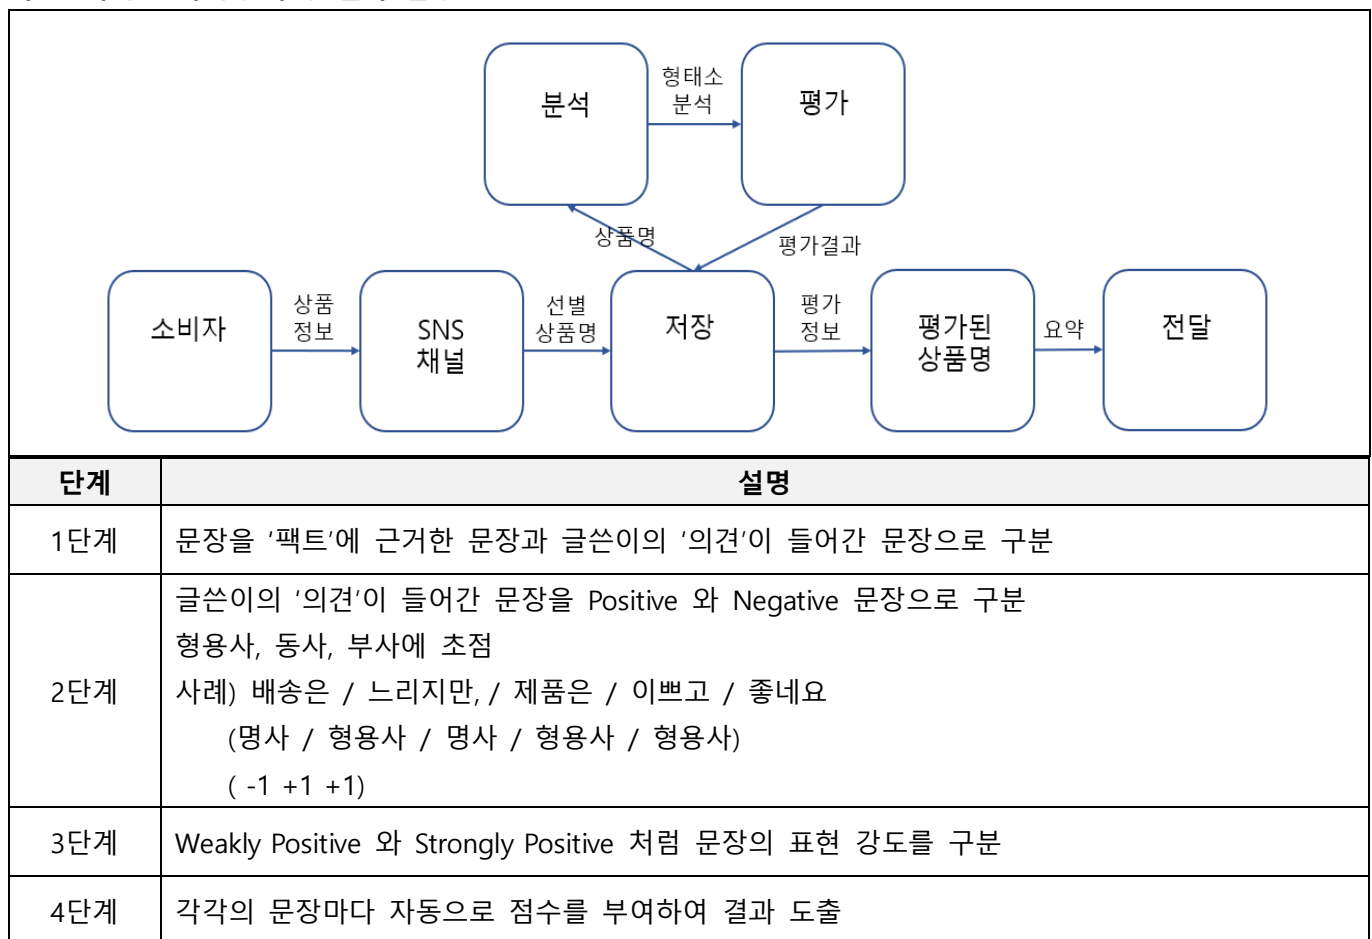 분석
형태소
분석
평가
상품명
평가결과
소비자
상품
정보
SNS
채널
선별
상품명
저장
평가
정보
평가된
상품명
요약
전달
단계 설명
1단계 문장을 ‘팩트’에 근거한 문장과 글쓴이의 ‘의견’이 들어간 문장으로 구분
2단계 글쓴이의 ‘의견’이 들어간 문장을 Positive 와 Negative 문장으로 구분
형용사, 동사, 부사에 초점
사례) 배송은 / 느리지만, / 제품은 / 이쁘고 / 좋네요
(명사 / 형용사 / 명사 / 형용사 / 형용사)
( -1 +1 +1)
3단계 Weakly Positive 와 Strongly Positive 처럼 문장의 표현 강도를 구분
4단계 각각의 문장마다 자동으로 점수를 부여하여 결과 도출